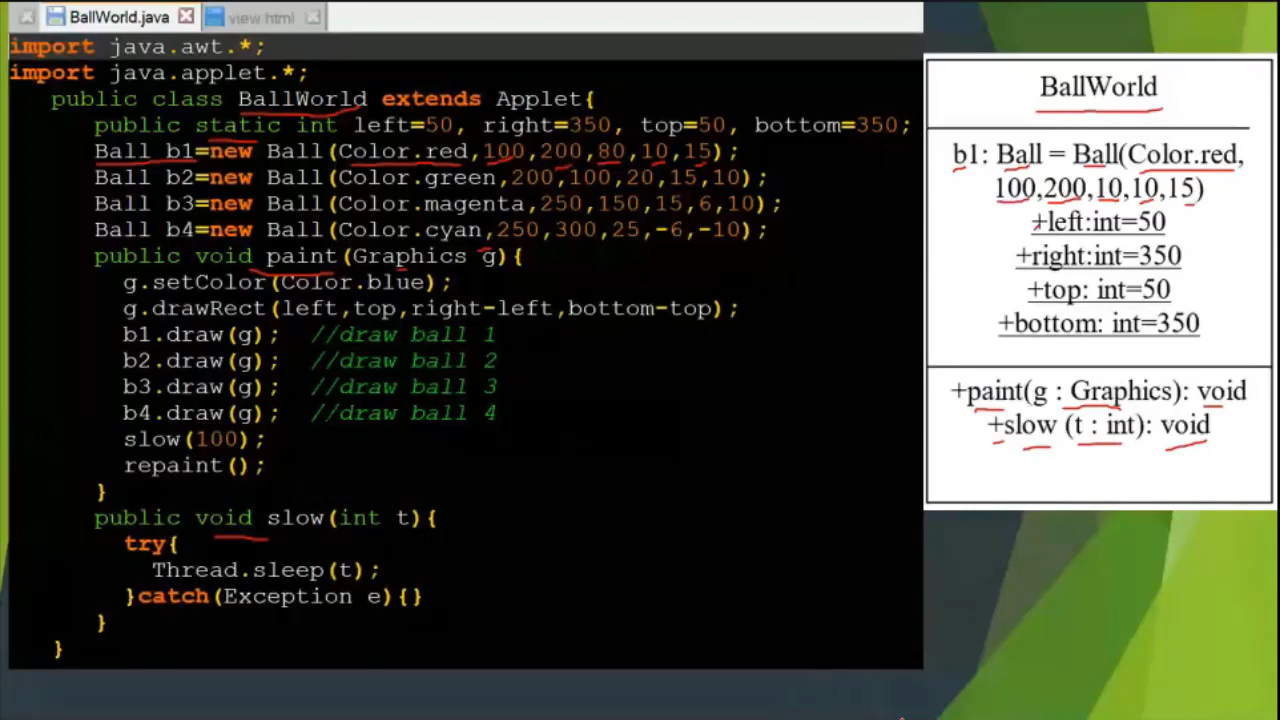 BallWorld.java
view.html
import java.awt.*;
import java.applet.*;
public class BallWorld extends Applet{
public static int left=50, right=350, top=50, bottom=350;
Ball b1=new Ball(Color.red,100,200,80,10,15);
Ball b2=new Ball(Color.green,200,100,20,15,10);
Ball b3=new Ball(Color.magenta,250,150,15,6,10);
Ball b4=new Ball(Color.cyan,250,300,25,-6,-10);
public void paint(Graphics g){
g.setColor(Color.blue);
g.drawRect(left,top,right-left,bottom-top);
b1.draw(g); //draw ball 1
b2.draw(g); //draw ball 2
b3.draw(g); //draw ball 3
b4.draw(g); //draw ball 4
slow(100);
repaint();
}
public void slow(int t){
try{
Thread.sleep(t);
}catch(Exception e){}
}
}
BallWorld
b1: Ball = Ball(Color.red,
100,200,10,10,15)
+left:int=50
+right:int=350
+top: int=50
+bottom: int=350
+paint(g : Graphics): void
+slow (t : int): void